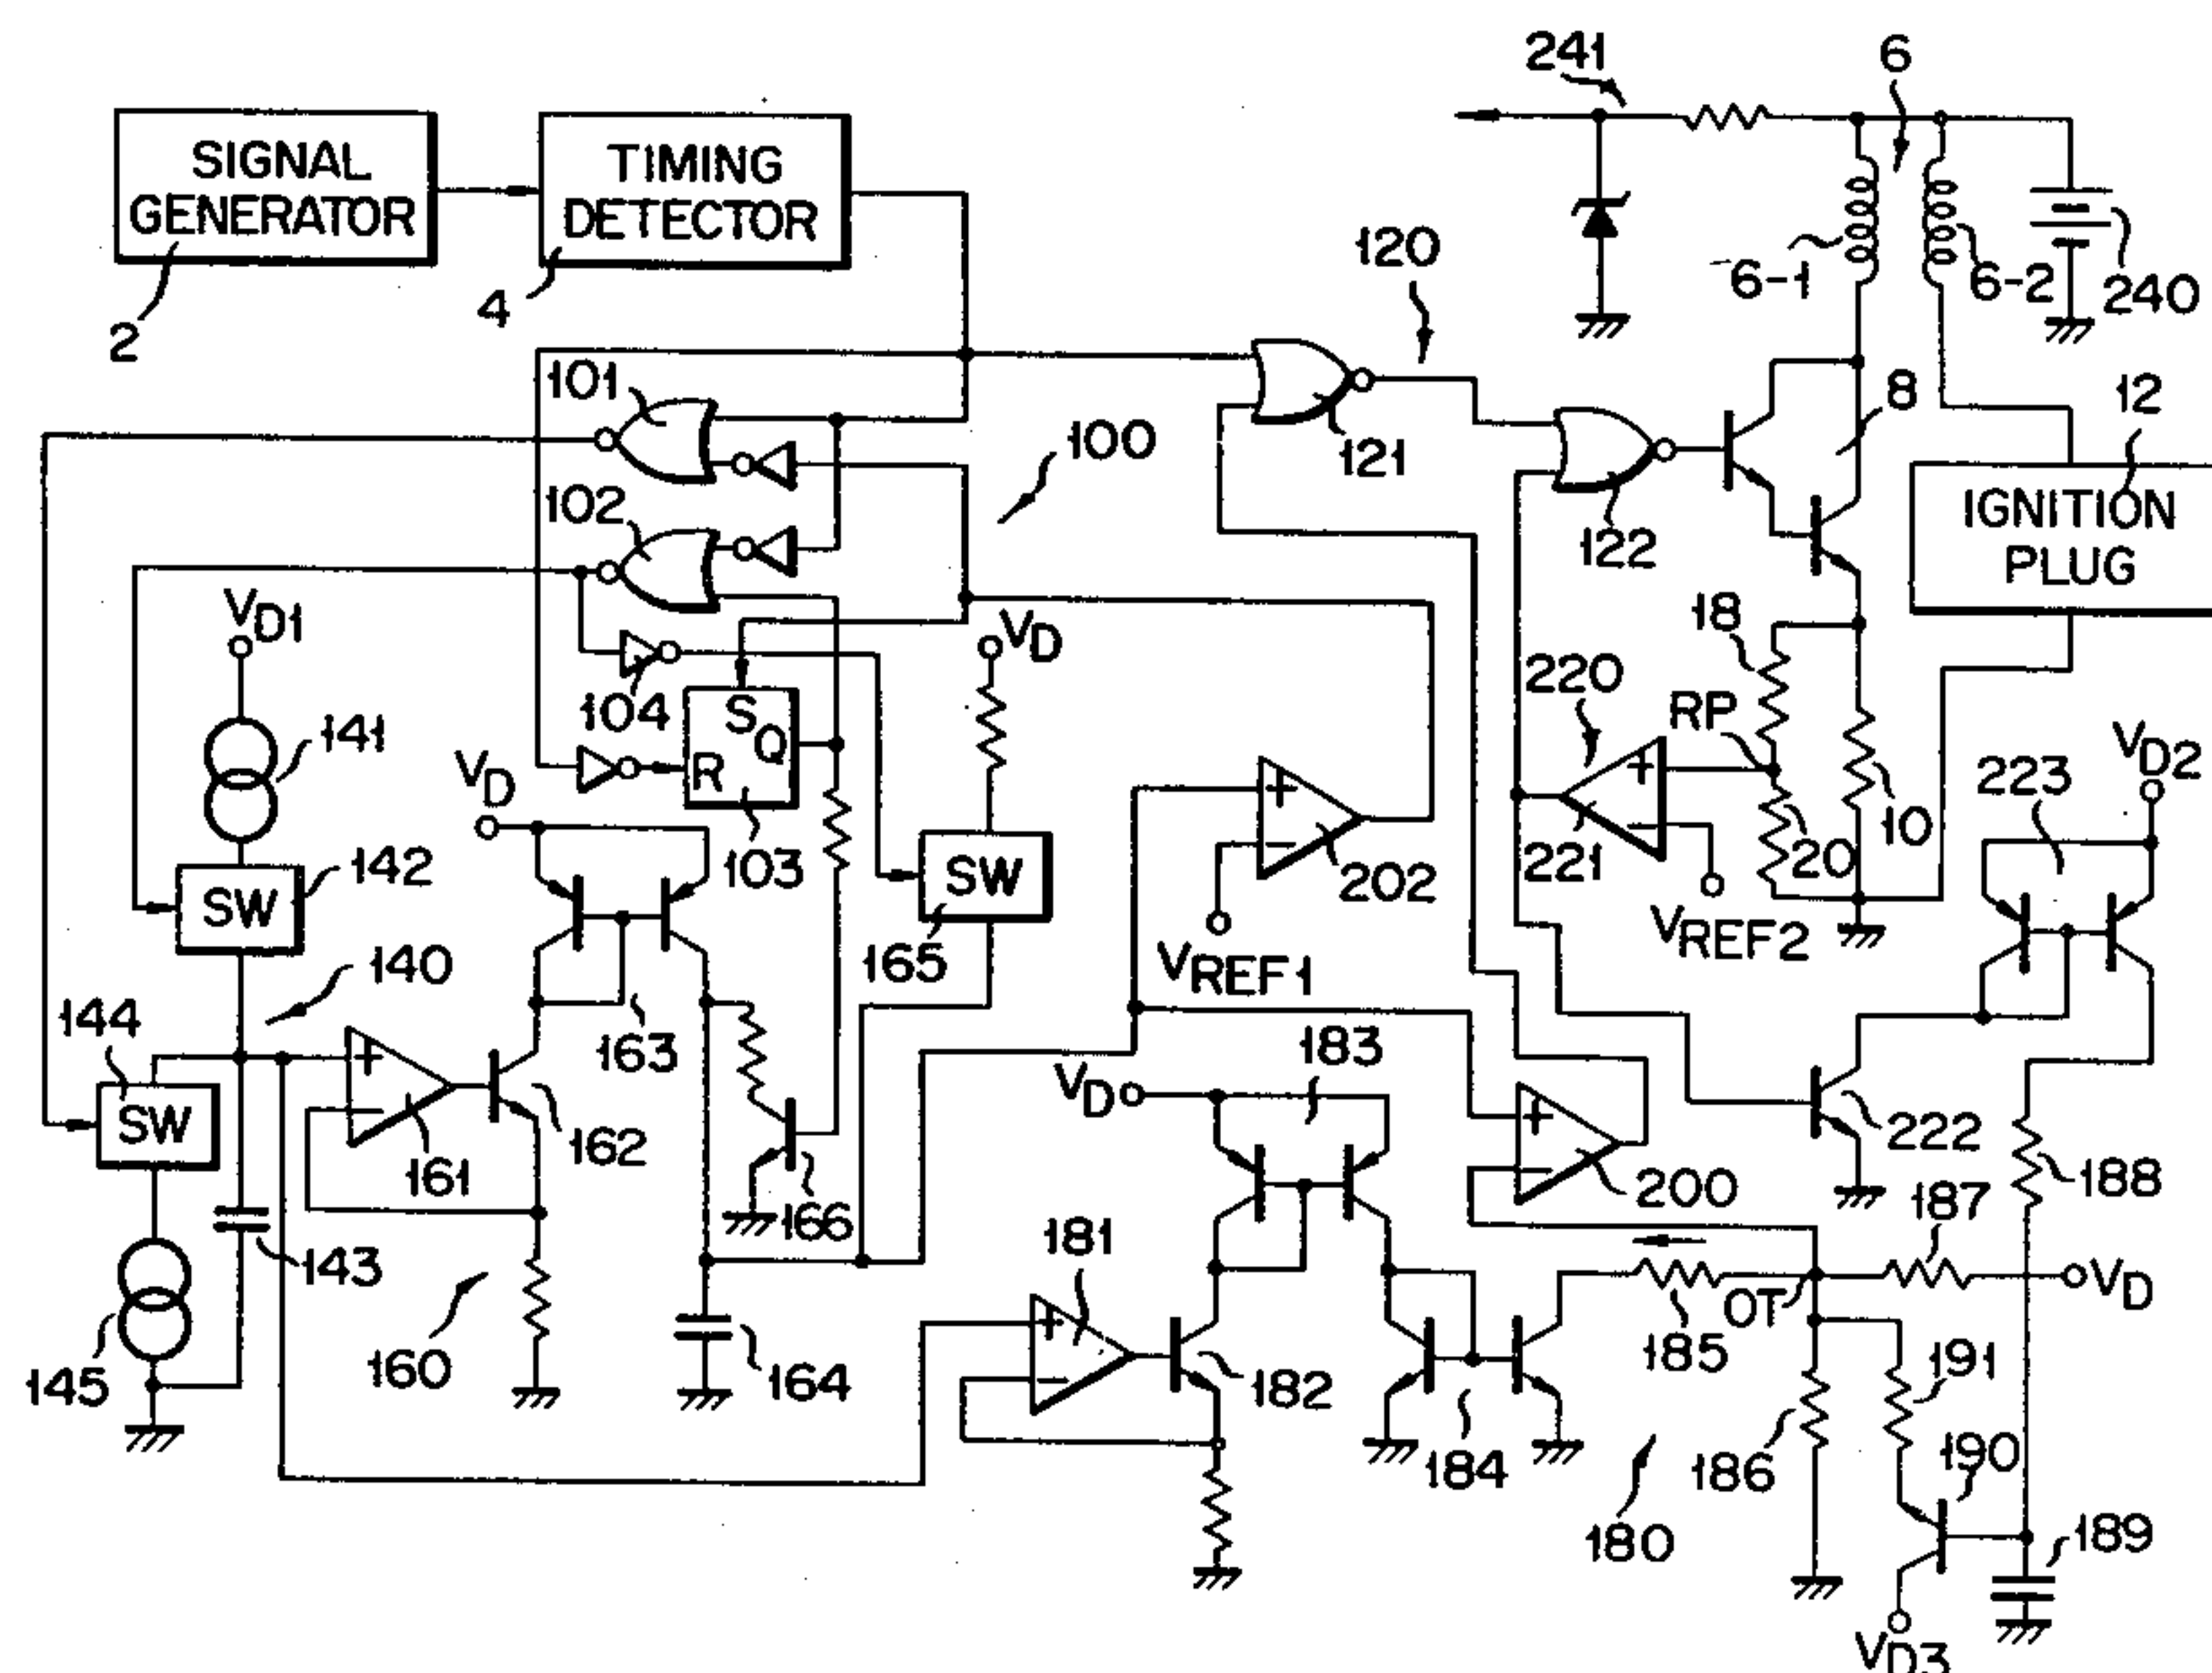 241
6
SIGNAL
GENERATOR
TIMING
DETECTOR
2
4
120
6-1
6-2
240
101
100
121
8
12
102
122
IGNITION
PLUG
VD1
104
S
Q
R
VD
18
220
RP
VD2
141
VD
103
SW
165
+
−
202
221
+
−
20
10
223
142
SW
VREF1
VREF2
140
144
SW
+
−
161
162
163
166
183
VD
+
−
200
222
188
187
143
145
160
164
181
+
−
182
184
185
OT
VD
191
186
190
180
189
VD3